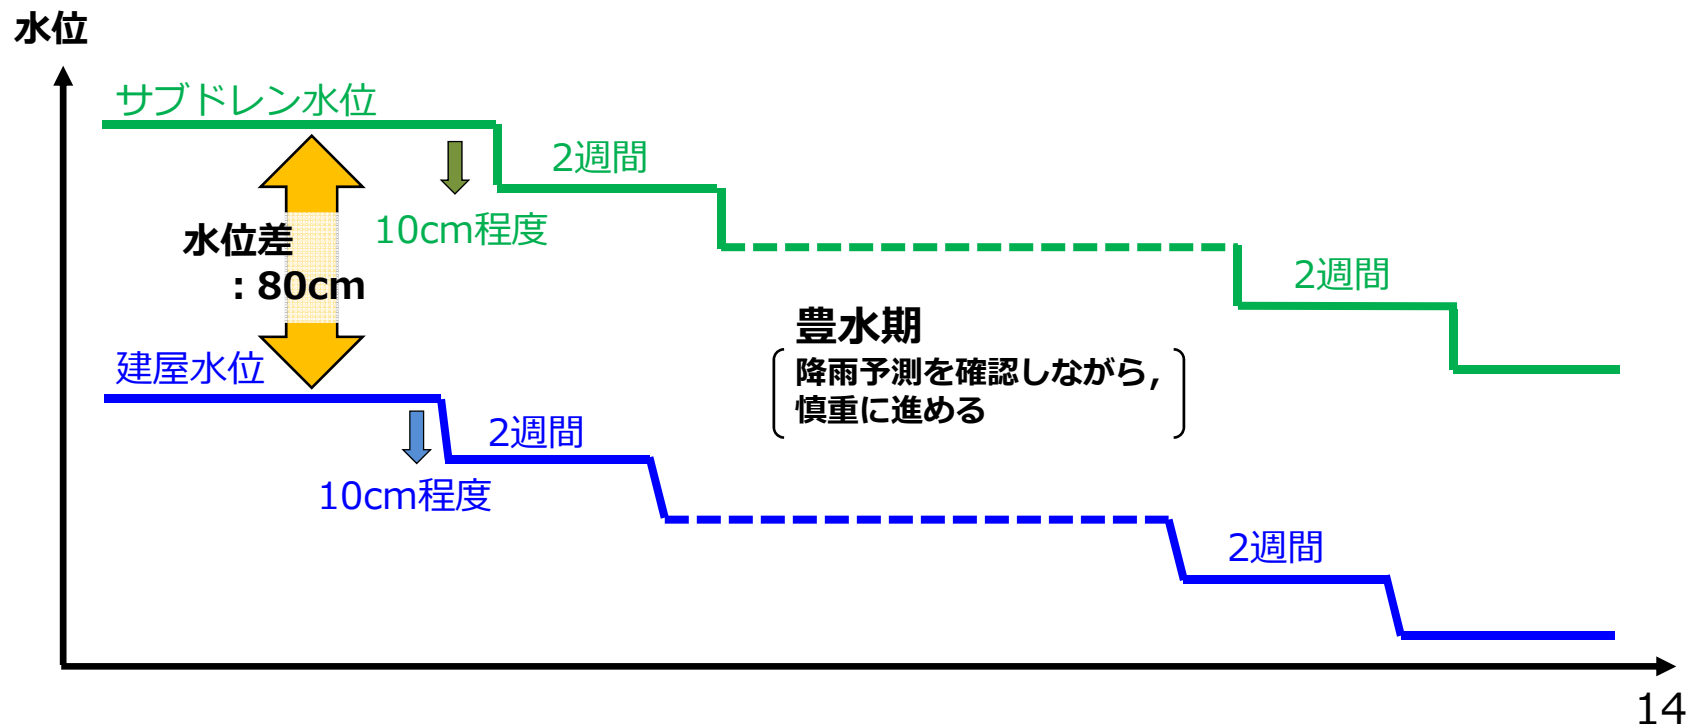 水位
サブドレン水位
2週間
10cm程度
水位差
：80cm
2週間
豊水期
降雨予測を確認しながら,
慎重に進める
建屋水位
2週間
10cm程度
2週間
14